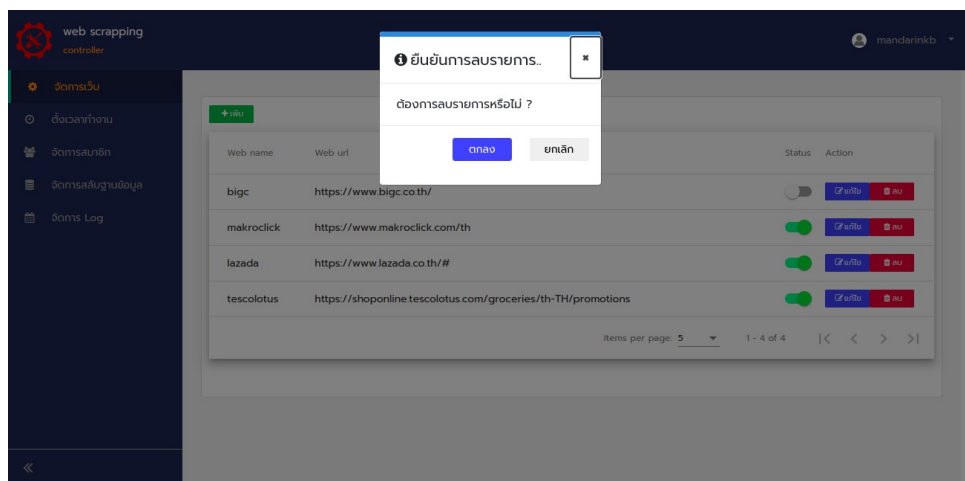 web scrapping
controller
mandarinkb
จัดการเว็บ
ตั้งเวลาทำงาน
จัดการสมาชิก
จัดการสลับฐานข้อมูล
จัดการ Log
ยืนยันการลบรายการ..
ต้องการลบรายการหรือไม่ ?
ตกลง ยกเลิก
+เพิ่ม
Web name Web url Status Action
bigc https://www.bigc.co.th/ แก้ไข ลบ
makroclick https://www.makroclick.com/th แก้ไข ลบ
lazada https://www.lazada.co.th/# แก้ไข ลบ
tescolotus https://shoponline.tescolotus.com/groceries/th-TH/promotions แก้ไข ลบ
Items per page: 5 1 - 4 of 4